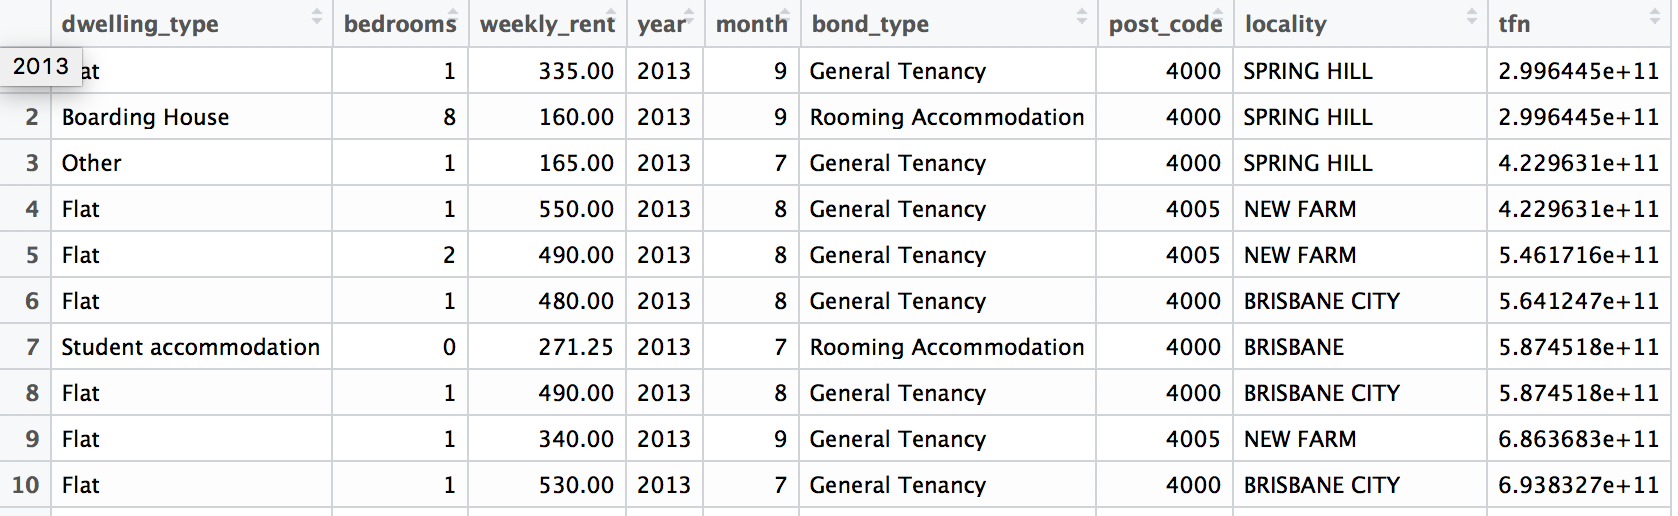 dwelling_type bedrooms weekly_rent year month bond_type post_code locality tfn
2013 at 1 335.00 2013 9 General Tenancy 4000 SPRING HILL 2.996445e+11
2 Boarding House 8 160.00 2013 9 Rooming Accommodation 4000 SPRING HILL 2.996445e+11
3 Other 1 165.00 2013 7 General Tenancy 4000 SPRING HILL 4.229631e+11
4 Flat 1 550.00 2013 8 General Tenancy 4005 NEW FARM 4.229631e+11
5 Flat 2 490.00 2013 8 General Tenancy 4005 NEW FARM 5.461716e+11
6 Flat 1 480.00 2013 8 General Tenancy 4000 BRISBANE CITY 5.641247e+11
7 Student accommodation 0 271.25 2013 7 Rooming Accommodation 4000 BRISBANE 5.874518e+11
8 Flat 1 490.00 2013 8 General Tenancy 4000 BRISBANE CITY 5.874518e+11
9 Flat 1 340.00 2013 9 General Tenancy 4005 NEW FARM 6.863683e+11
10 Flat 1 530.00 2013 7 General Tenancy 4000 BRISBANE CITY 6.938327e+11